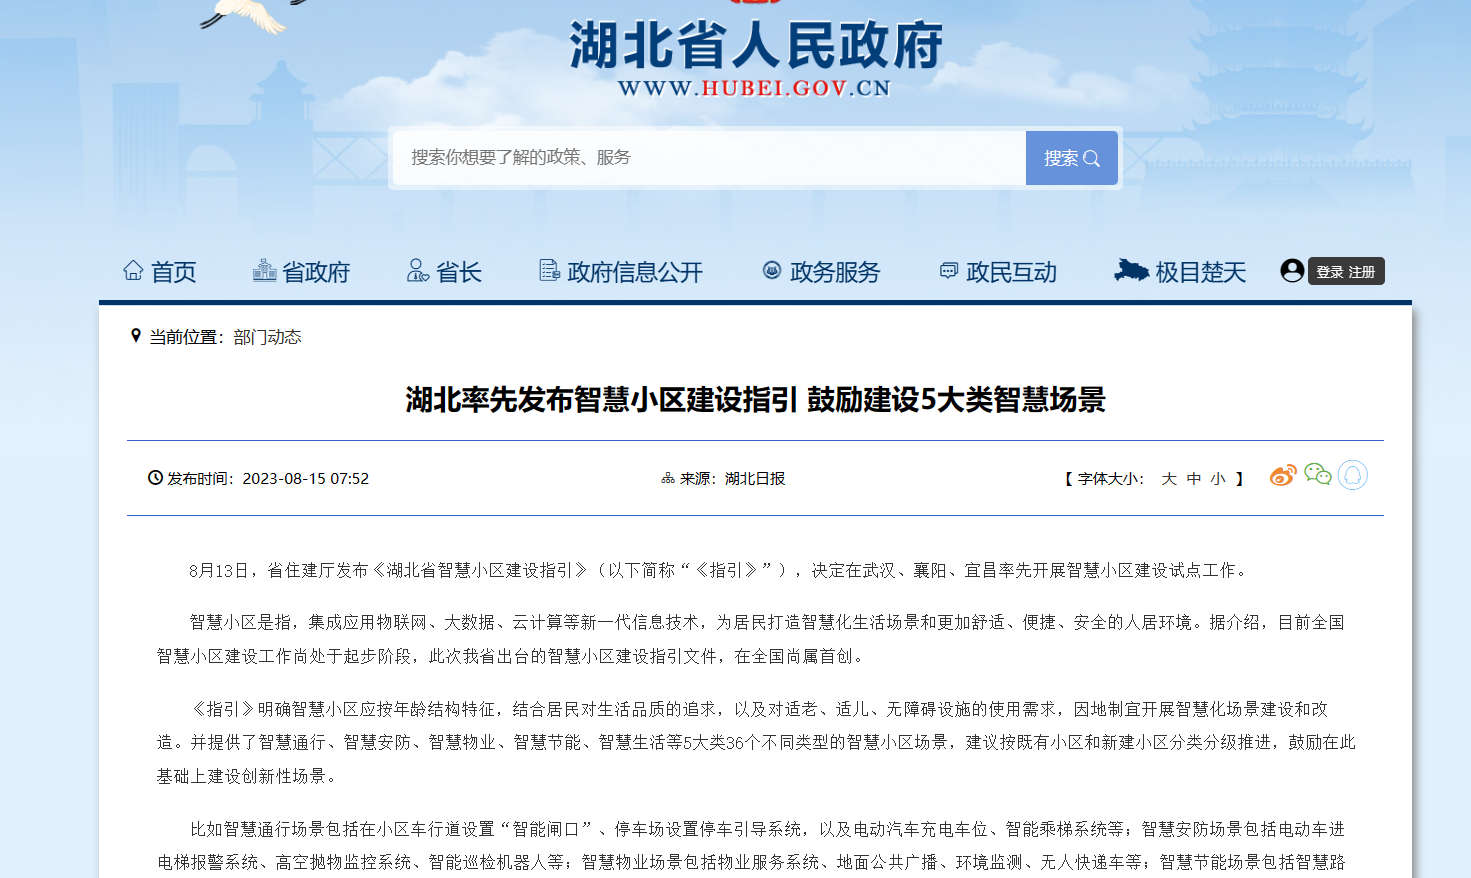 湖北省人民政府
WWW.HUBEI.GOV.CN
搜索你想要了解的政策、服务
搜索
首页 省政府 省长 政府信息公开 政务服务 政民互动 极目楚天 登录 注册
当前位置：部门动态
湖北率先发布智慧小区建设指引 鼓励建设5大类智慧场景
发布时间：2023-08-15 07:52 来源：湖北日报 【 字体大小： 大 中 小 】
8月13日，省住建厅发布《湖北省智慧小区建设指引》（以下简称“《指引》”），决定在武汉、襄阳、宜昌率先开展智慧小区建设试点工作。
智慧小区是指，集成应用物联网、大数据、云计算等新一代信息技术，为居民打造智慧化生活场景和更加舒适、便捷、安全的人居环境。据介绍，目前全国
智慧小区建设工作尚处于起步阶段，此次我省出台的智慧小区建设指引文件，在全国尚属首创。
《指引》明确智慧小区应按年龄结构特征，结合居民对生活品质的追求，以及对适老、适儿、无障碍设施的使用需求，因地制宜开展智慧化场景建设和改
造。并提供了智慧通行、智慧安防、智慧物业、智慧节能、智慧生活等5大类36个不同类型的智慧小区场景，建议按既有小区和新建小区分类分级推进，鼓励在此
基础上建设创新性场景。
比如智慧通行场景包括在小区车行道设置“智能闸口”、停车场设置停车引导系统，以及电动汽车充电车位、智能乘梯系统等；智慧安防场景包括电动车进
电梯报警系统、高空抛物监控系统、智能巡检机器人等；智慧物业场景包括物业服务系统、地面公共广播、环境监测、无人快递车等；智慧节能场景包括智慧路